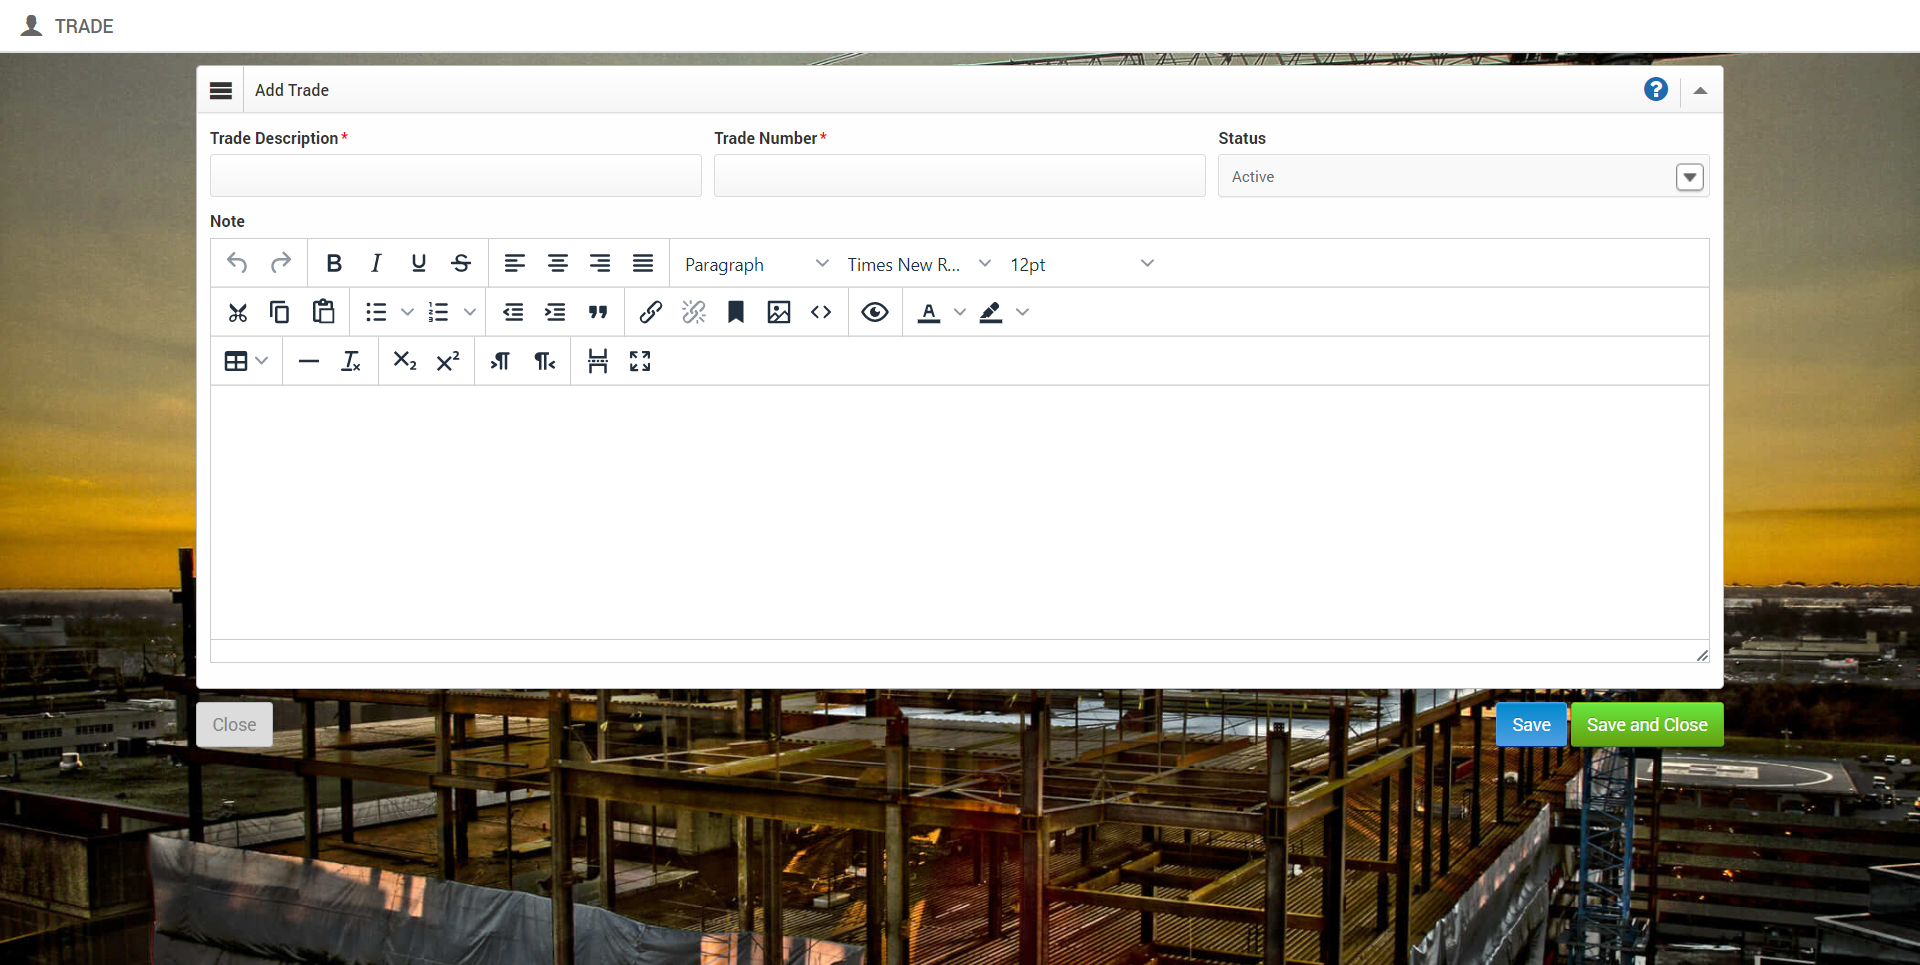 TRADE
Add Trade
Trade Description *
Trade Number *
Status
Active
Note
Paragraph
Times New R...
12pt
Close
Save
Save and Close